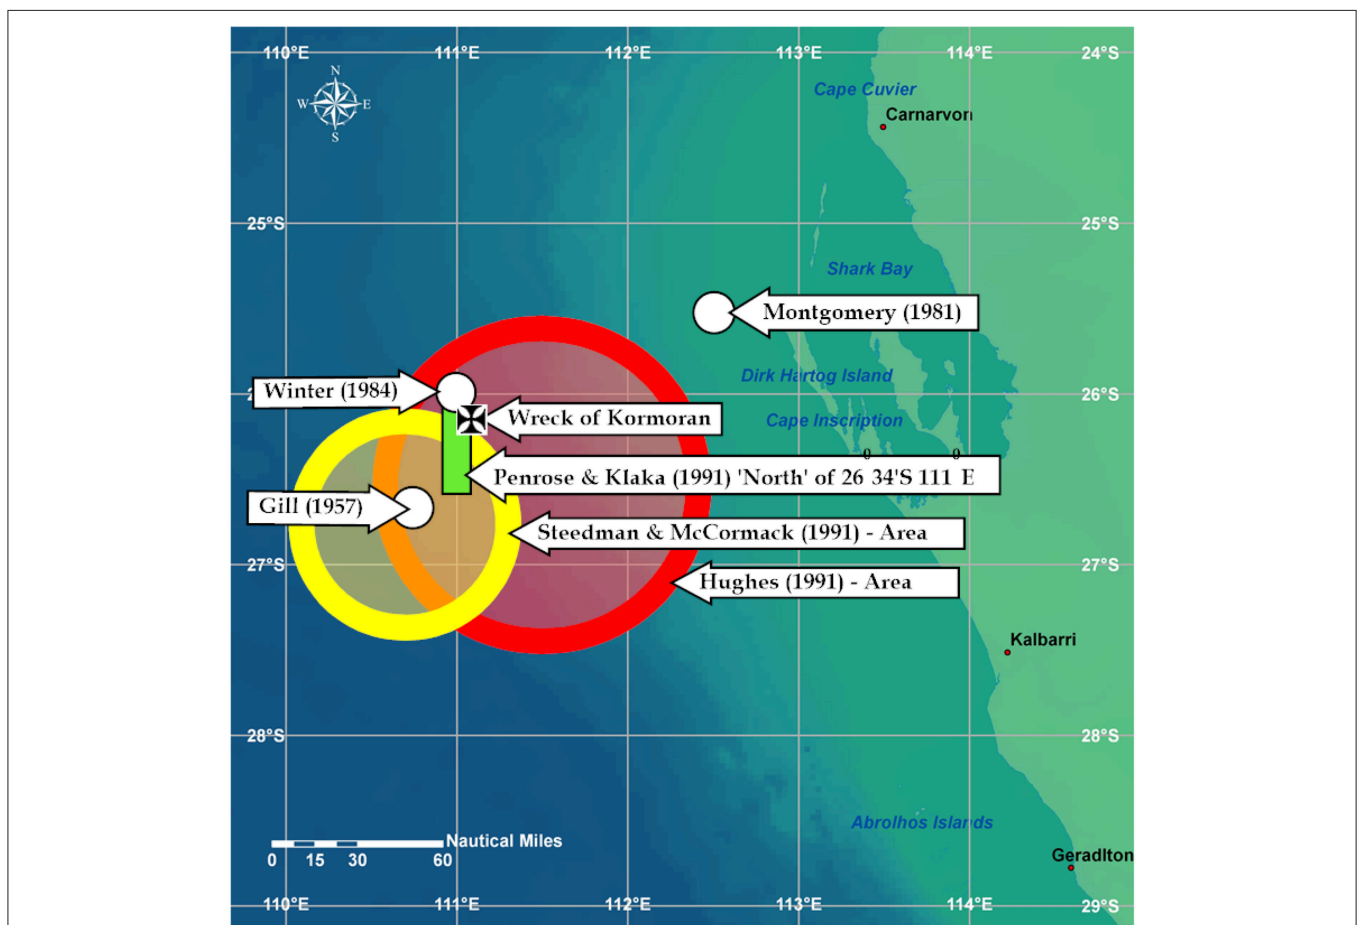 110°E 111°E 112°E 113°E 114°E 24°S
N
W E
S
Cape Cuvier
Carnarvon
25°S 25°S
Shark Bay
Montgomery (1981)
Dirk Hartog Island
Winter (1984)
26°S
Wreck of Kormoran
Cape Inscription
0 0
Penrose & Klaka (1991) 'North' of 26 34'S 111 E
Gill (1957)
Steedman & McCormack (1991) - Area
27°S 27°S
Hughes (1991) - Area
Kalbarri
28°S 28°S
Abrolhos Islands
Nautical Miles
0 15 30 60
Geradlton
110°E 111°E 112°E 113°E 114°E 29°S